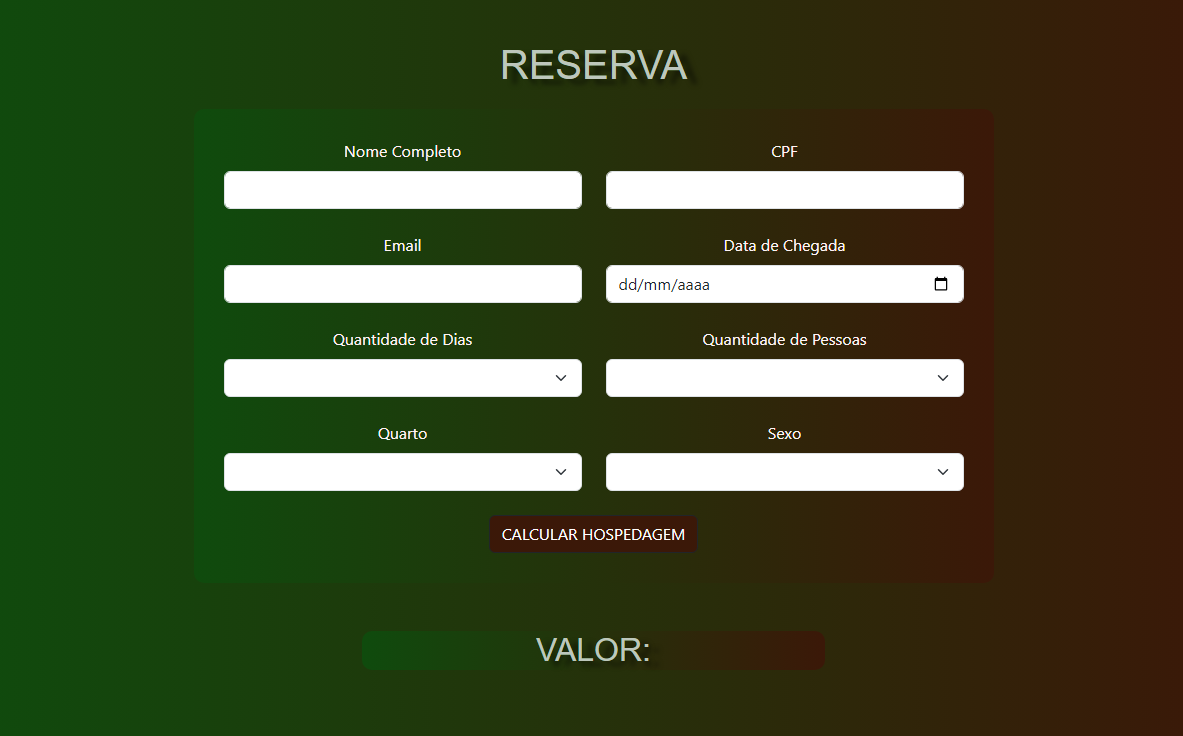 RESERVA
Nome Completo
CPF
Email
Data de Chegada
dd/mm/aaaa
Quantidade de Dias
Quantidade de Pessoas
Quarto
Sexo
CALCULAR HOSPEDAGEM
VALOR: